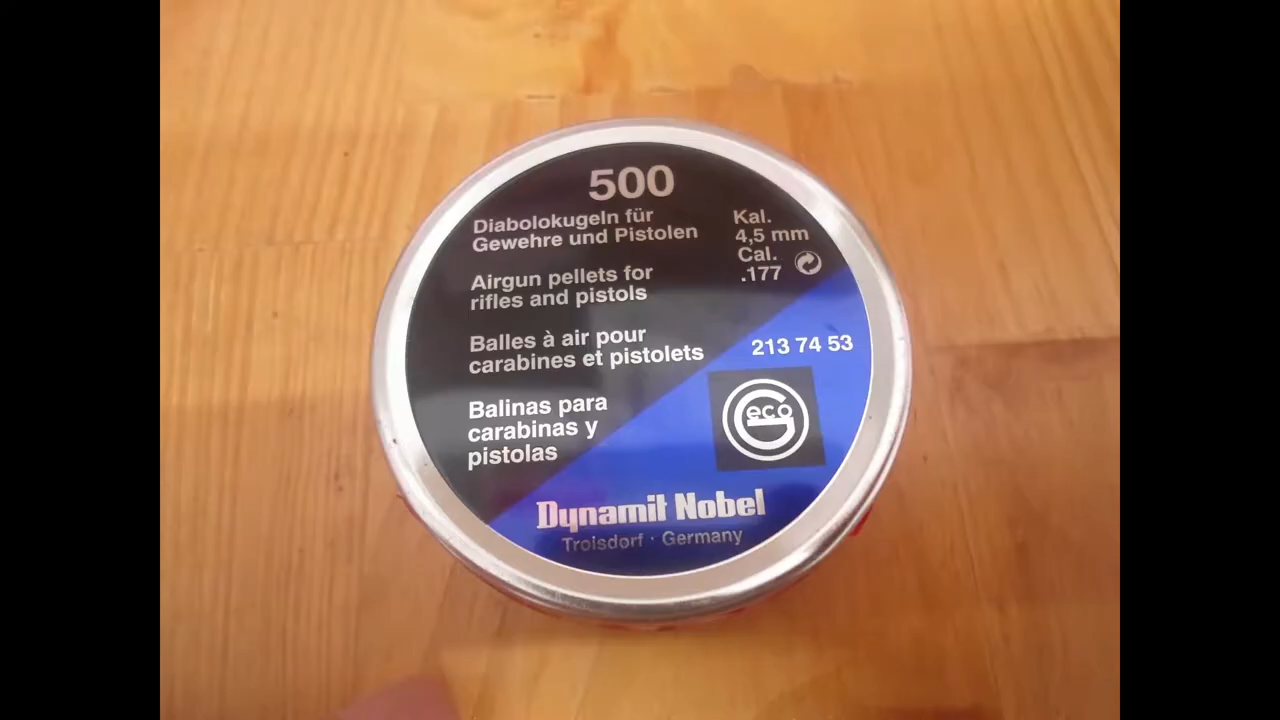 500
Diabolokugeln für
Gewehre und Pistolen
Kal.
4,5 mm
Cal.
.177
Airgun pellets for
rifles and pistols
Balles à air pour
carabines et pistolets
213 74 53
Balinas para
carabinas y
pistolas
Geco
Dynamit Nobel
Troisdorf · Germany